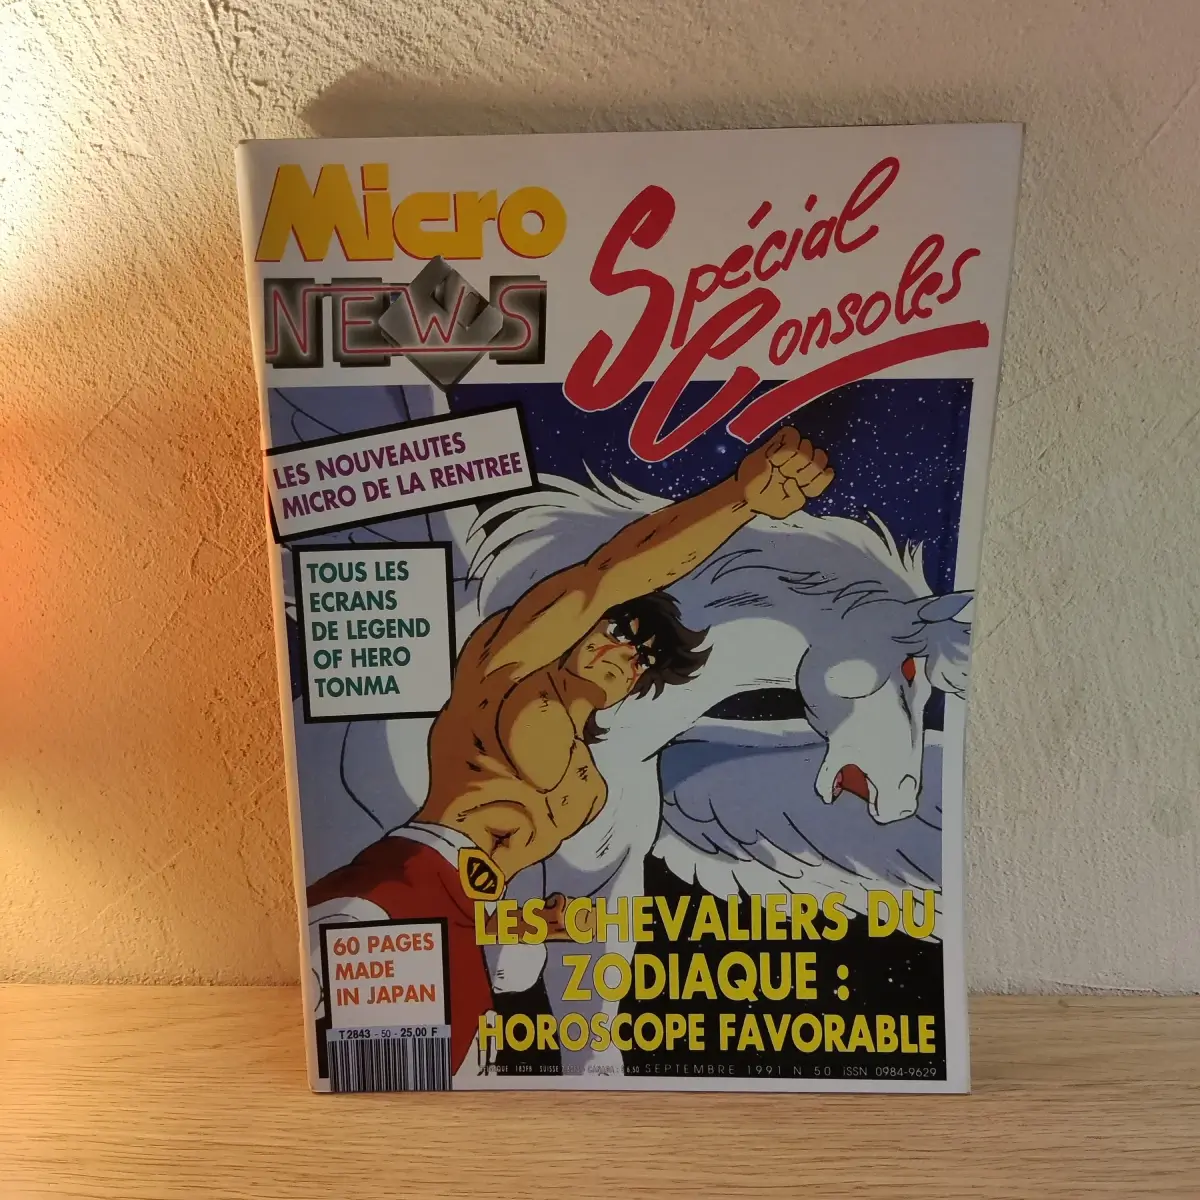 Micro
NEWS
Spécial
Consoles
LES NOUVEAUTES
MICRO DE LA RENTREE
TOUS LES
ECRANS
DE LEGEND
OF HERO
TONMA
60 PAGES
MADE
IN JAPAN
LES CHEVALIERS DU
ZODIAQUE :
HOROSCOPE FAVORABLE
T 2843 - 50 - 25,00 F
SUISSE CANADA : SEPTEMBRE 1991 N 50 ISSN 0984-9629